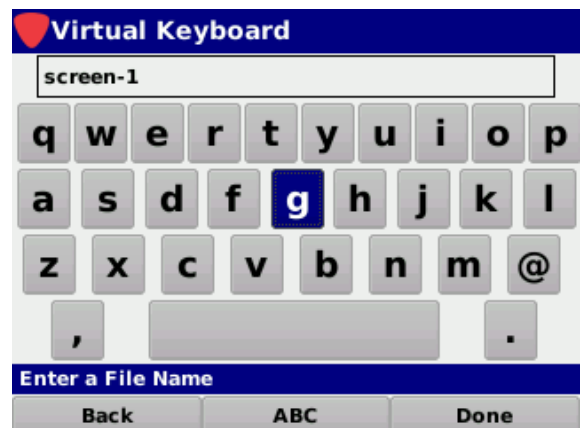 Virtual Keyboard
screen-1
q w e r t y u i o p
a s d f g h j k l
z x c v b n m @
, .
Enter a File Name
Back ABC Done